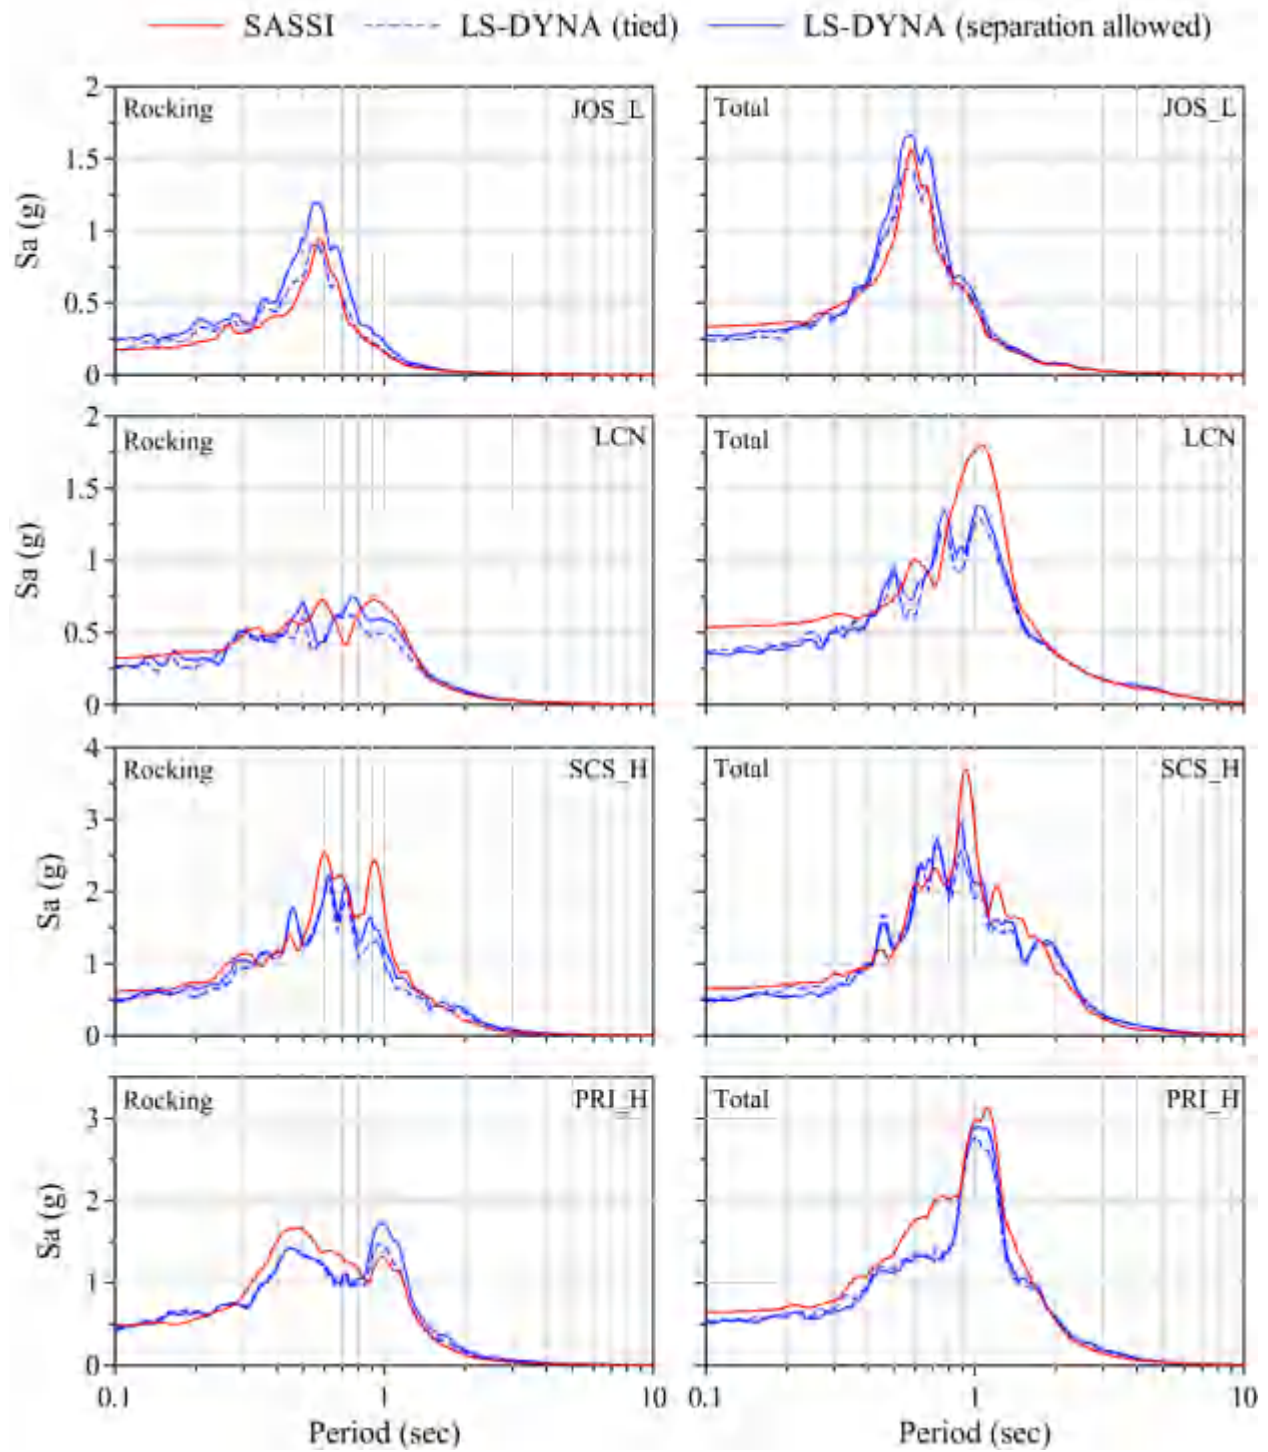 SASSI LS-DYNA (tied) LS-DYNA (separation allowed)
2 Rocking JOS_L Total JOS_L
1.5
Sa (g)
1
0.5
0
2 Rocking LCN Total LCN
1.5
Sa (g)
1
0.5
0
4 Rocking SCS_H Total SCS_H
3
Sa (g)
2
1
0
Rocking PRI_H Total PRI_H
3
Sa (g)
2
1
0
0.1 1 10 0.1 1 10
Period (sec) Period (sec)